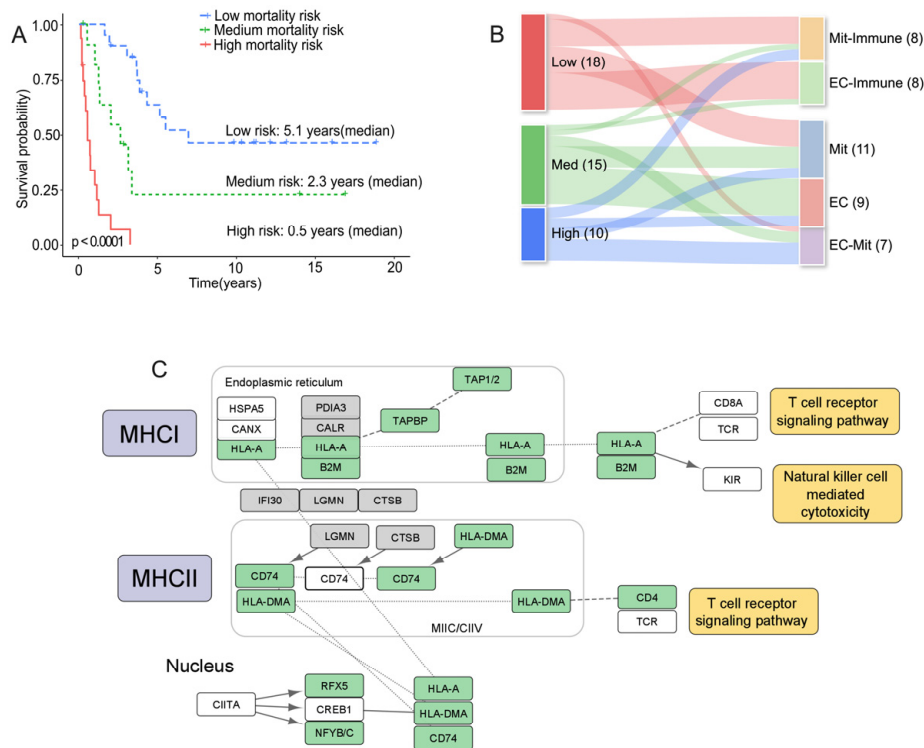 A
1.00
0.75
0.50
0.25
0.00
Survival probability)
Low mortality risk
Medium mortality risk
High mortality risk
Low risk: 5.1 years(median)
Medium risk: 2.3 years (median)
High risk: 0.5 years (median)
p < 0.0001
0 5 10 15 20
Time(years)
B
Low (18)
Med
(15)
High (10)
Mit-Immune (8)
EC-Immune (8)
Mit (11)
EC (9)
EC-Mit (7)
C
MHCI
Endoplasmic reticulum
HSPA5
CANX
HLA-A
PDIA3
CALR
HLA-A
B2M
TAPBP
TAP1/2
HLA-A
B2M
HLA-A
B2M
CD8A
TCR
KIR
T cell receptor
signaling pathway
Natural killer cell
mediated
cytotoxicity
IFI30 LGMN CTSB
MHCII
LGMN
CTSB
HLA-DMA
CD74
HLA-DMA
CD74
CD74
HLA-DMA
MIIC/CIIV
CD4
TCR
T cell receptor
signaling pathway
Nucleus
CIITA
RFX5
CREB1
NFYB/C
HLA-A
HLA-DMA
CD74